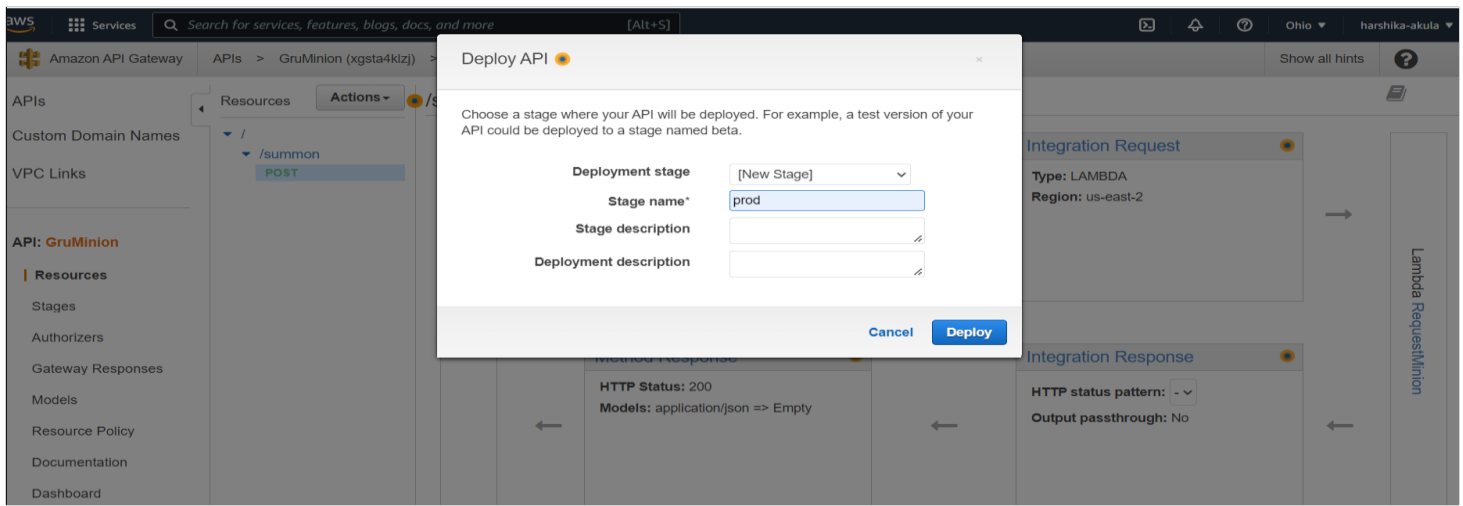 aws
Services
Search for services, features, blogs, docs, and more
[Alt+S]
Ohio ▼
harshika-akula ▼
Amazon API Gateway
APIs > GruMinion (xgsta4klzj) >
Show all hints
Deploy API
×
Choose a stage where your API will be deployed. For example, a test version of your
API could be deployed to a stage named beta.
Deployment stage [New Stage]
Stage name* prod
Stage description
Deployment description
Cancel
Deploy
APIs
Custom Domain Names
VPC Links
API: GruMinion
Resources
Stages
Authorizers
Gateway Responses
Models
Resource Policy
Documentation
Dashboard
Resources
Actions
/
/summon
POST
Integration Request
Type: LAMBDA
Region: us-east-2
Method Response
HTTP Status: 200
Models: application/json => Empty
Integration Response
HTTP status pattern: -
Output passthrough: No
Lambda RequestMinion